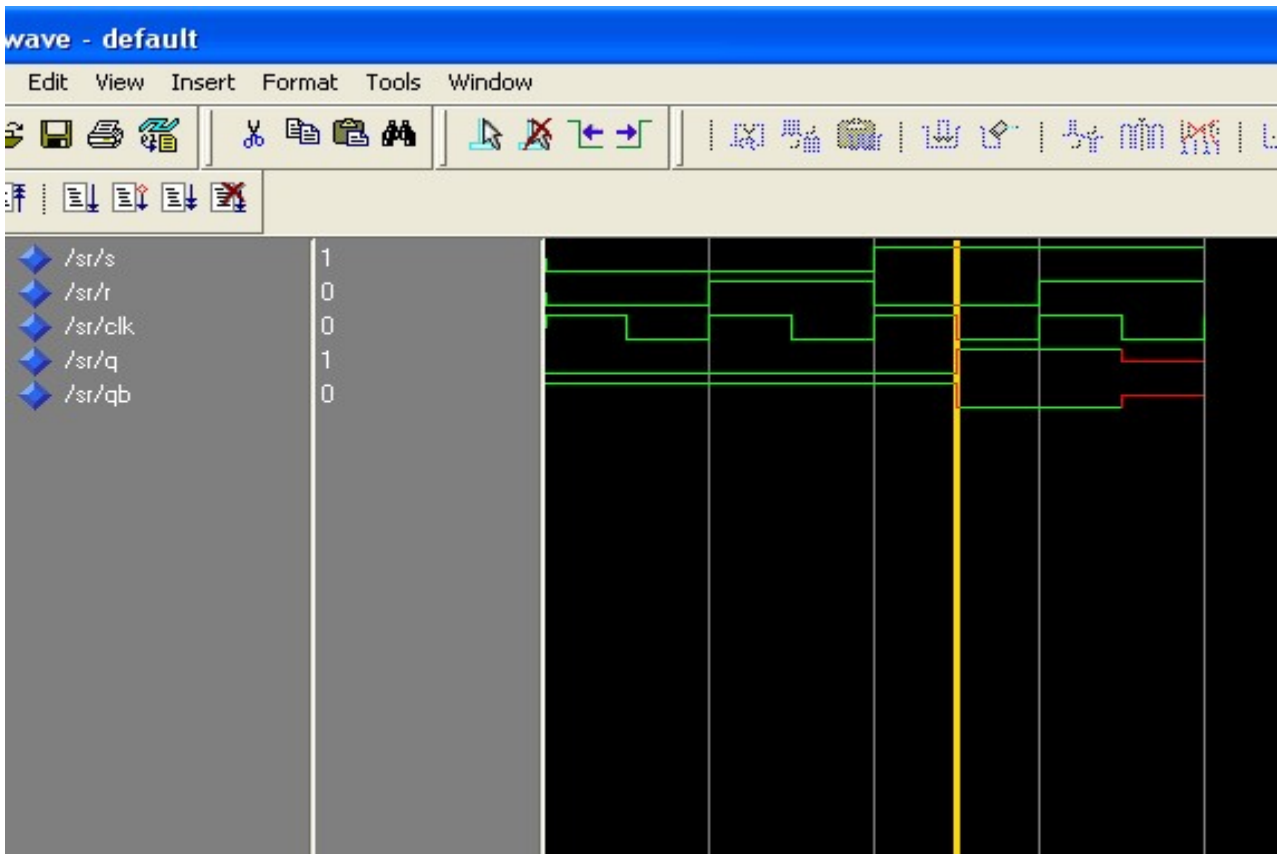 wave - default
Edit View Insert Format Tools Window
/sr/s 1
/sr/r 0
/sr/clk 0
/sr/q 1
/sr/qb 0